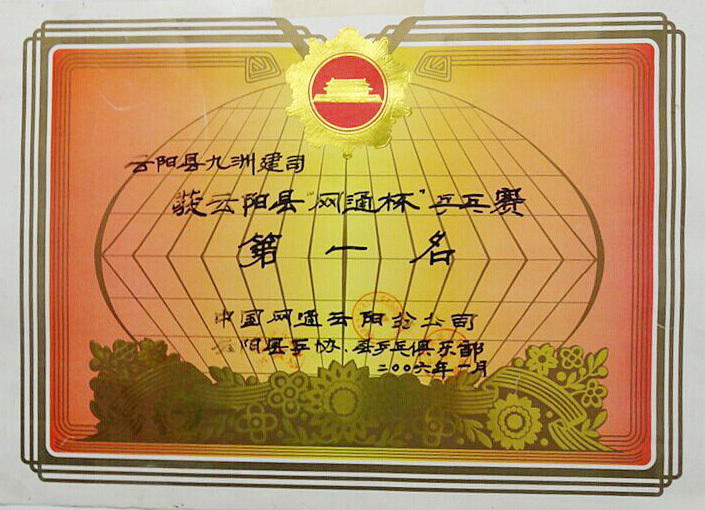 云阳县九洲建司
获云阳县"网通杯"乒乓赛
第一名
中国网通云阳分公司
云阳县乒协、县乒乓俱乐部
二〇〇六年一月